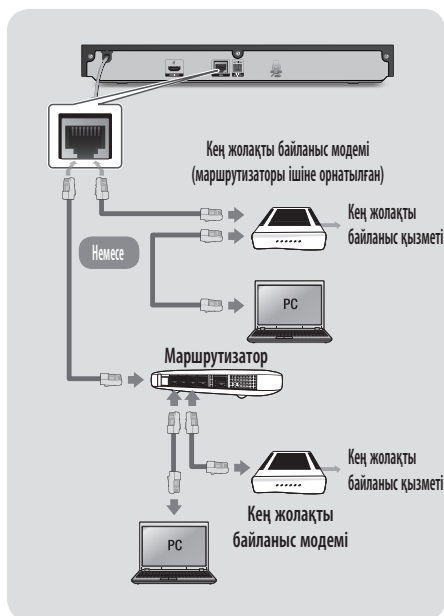 Кең жолақты байланыс модемі
(маршрутизаторы ішіне орнатылған)
Кең жолақты
байланыс қызметі
Немесе
PC
Маршрутизатор
Кең жолақты
байланыс қызметі
Кең жолақты
байланыс модемі
PC